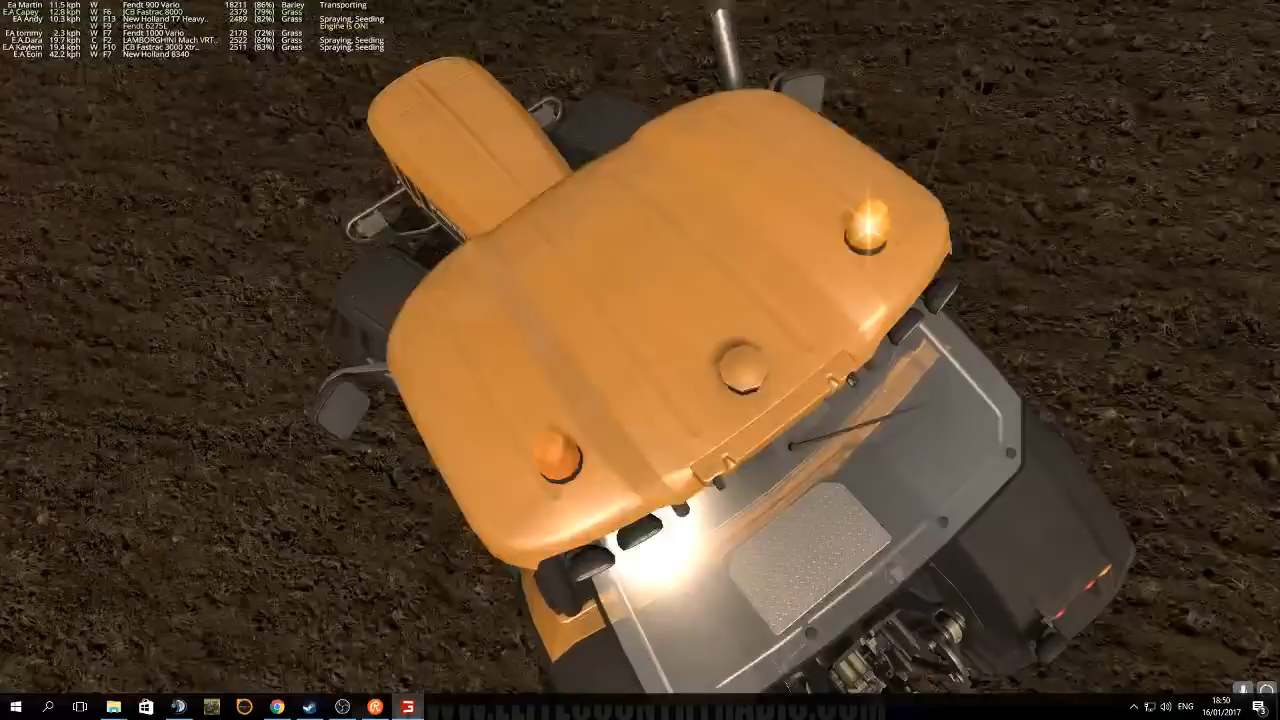 Ea Martin 11.5 kph W Fendt 900 Vario 18211 (86%) Barley Transporting
E.A Capey 12.8 kph W F6 JCB Fastrac 8000 2379 (79%) Grass
EA Andy 10.3 kph W F13 New Holland T7 Heavy.. 2489 (82%) Grass Spraying, Seeding
W F9 Fendt 6275L Engine is ON!
EA tommy 2.3 kph W F7 Fendt 1000 Vario 2178 (72%) Grass
E.A.Dara 19.7 kph C F2 LAMBORGHINI Mach VRT.. 2522 (84%) Grass Spraying, Seeding
E.A Kaylem 19.4 kph W F10 JCB Fastrac 3000 Xtr.. 2511 (83%) Grass Spraying, Seeding
E.A Eoin 42.2 kph W F7 New Holland 8340
ENG
18:50
16/01/2017